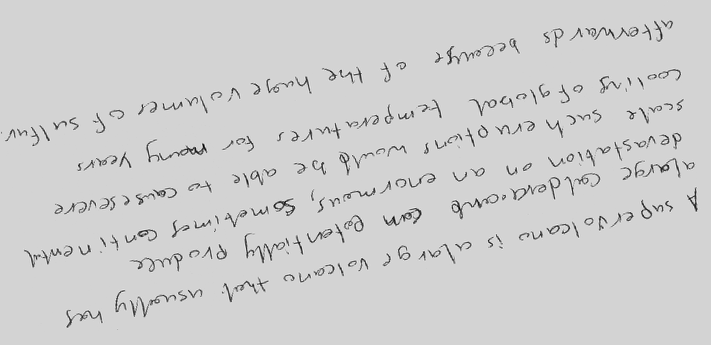 A supervolcano is a large volcano that usually has
a large caldera and can potentially produce
devastation on an enormous, sometimes continental
scale such eruptions would be able to cause severe
cooling of global temperatures for many years
afterwards because of the huge volumes of sulfur.